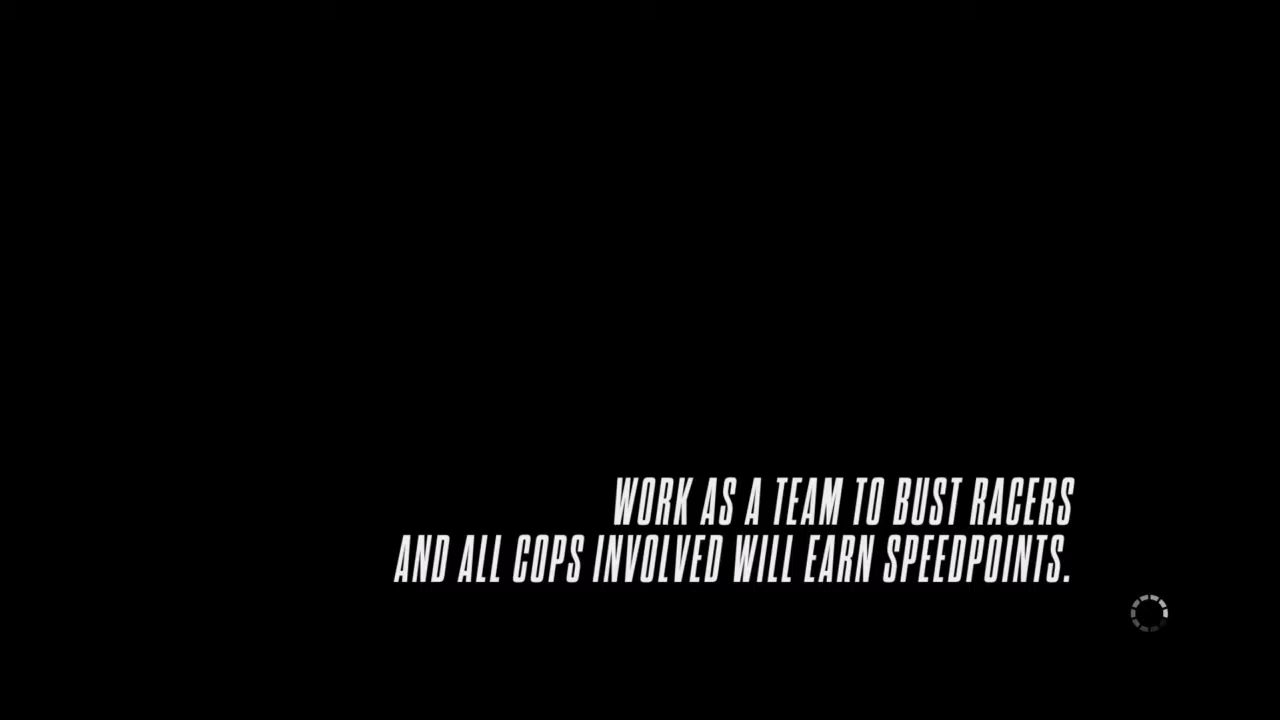 WORK AS A TEAM TO BUST RACERS
AND ALL COPS INVOLVED WILL EARN SPEEDPOINTS.